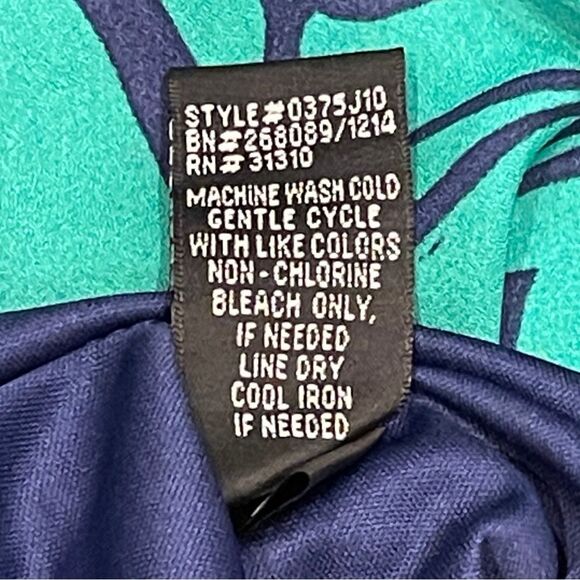 STYLE#0375J10
BN#268089/1214
RN#31310
MACHINE WASH COLD
GENTLE CYCLE
WITH LIKE COLORS
NON-CHLORINE
BLEACH ONLY,
IF NEEDED
LINE DRY
COOL IRON
IF NEEDED